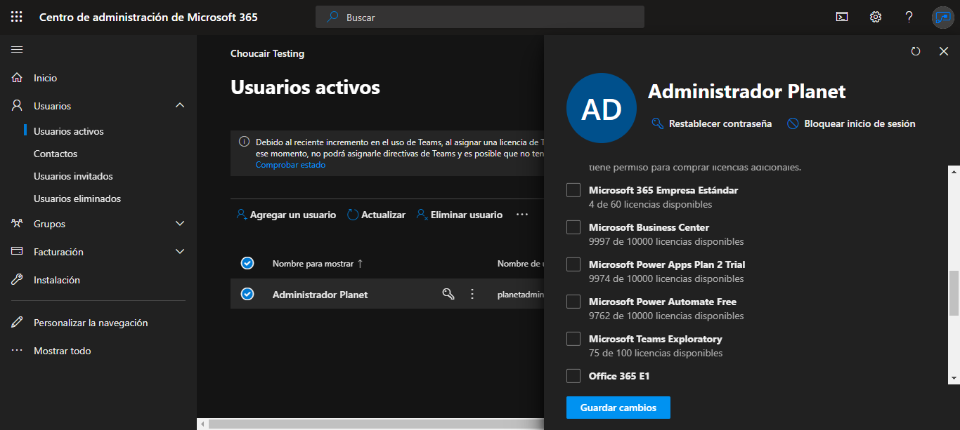 Centro de administración de Microsoft 365
Buscar
?
Inicio
Usuarios
Usuarios activos
Contactos
Usuarios invitados
Usuarios eliminados
Grupos
Facturación
Instalación
Personalizar la navegación
Mostrar todo
Choucair Testing
Usuarios activos
Debido al reciente incremento en el uso de Teams, al asignar una licencia de T
ese momento, no podrá asignarle directivas de Teams y es posible que no ten
Comprobar estado
Agregar un usuario
Actualizar
Eliminar usuario
Nombre para mostrar ↑
Nombre de
Administrador Planet
planetadmin
AD
Administrador Planet
Restablecer contraseña
Bloquear inicio de sesión
tiene permiso para comprar licencias adicionales.
Microsoft 365 Empresa Estándar
4 de 60 licencias disponibles
Microsoft Business Center
9997 de 10000 licencias disponibles
Microsoft Power Apps Plan 2 Trial
9974 de 10000 licencias disponibles
Microsoft Power Automate Free
9762 de 10000 licencias disponibles
Microsoft Teams Exploratory
75 de 100 licencias disponibles
Office 365 E1
Guardar cambios